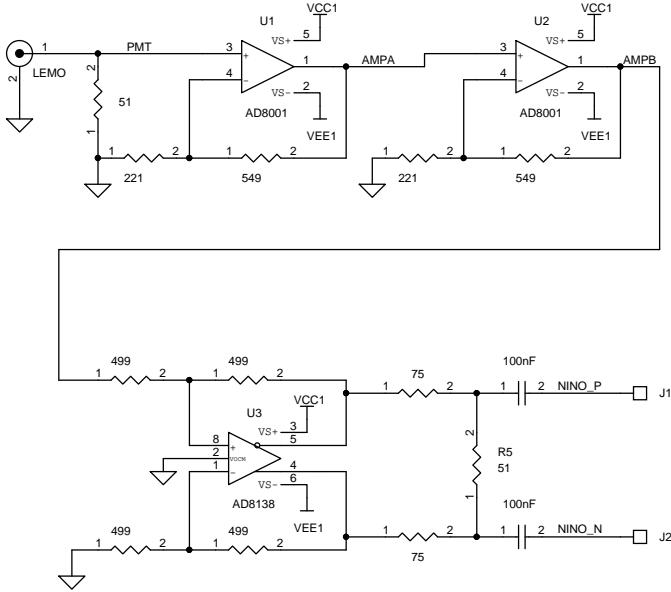 U1
VCC1
VS+ 5
1 PMT 3
+
LEMO
2
4
−
1 AMPA
VS- 2
AD8001
VEE1
2
51
1
1 2
221
1 2
549
U2
VCC1
VS+ 5
3
+
4
−
1 AMPB
VS- 2
AD8001
VEE1
1 2
221
1 2
549
499
1 2
499
1 2
U3
VCC1
VS+ 3
8 +
2 VOCM
1 −
5
4
VS- 6
AD8138
VEE1
499
1 2
499
1 2
75
1 2
100nF
1 2 NINO_P
J1
2
R5
51
1
100nF
1 2 NINO_N
J2
1 2
75